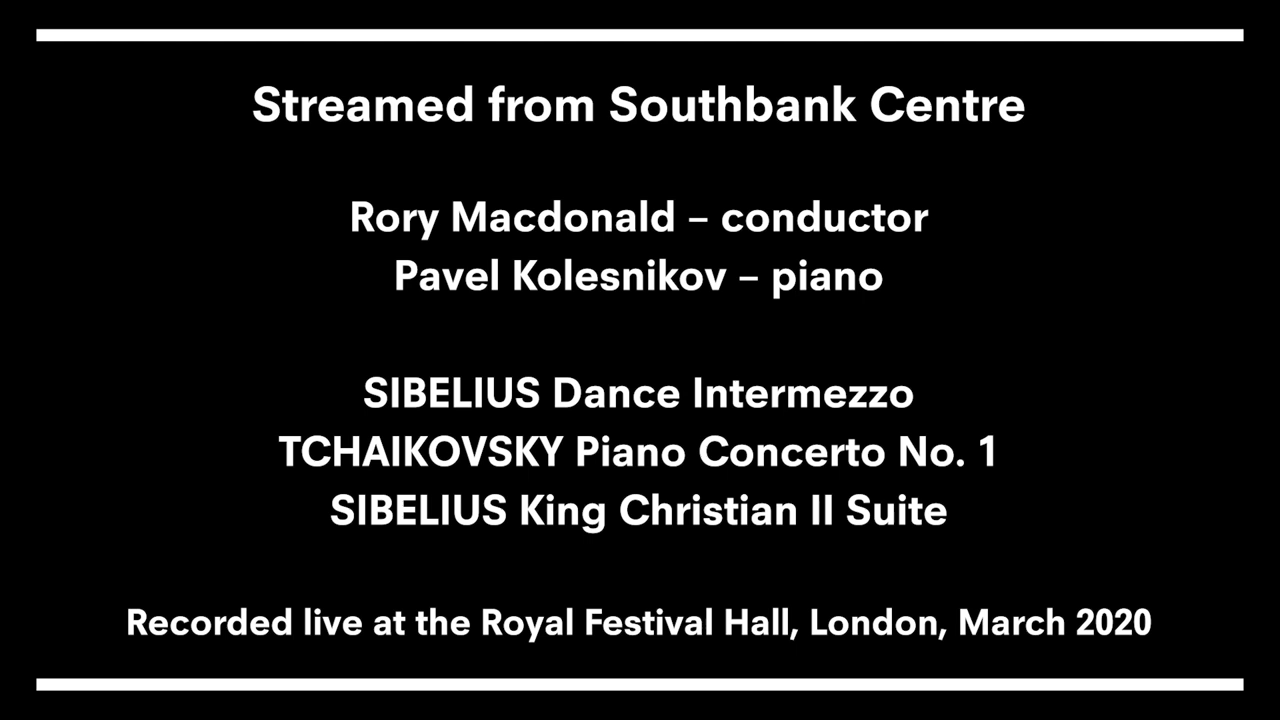 Streamed from Southbank Centre
Rory Macdonald – conductor
Pavel Kolesnikov – piano
SIBELIUS Dance Intermezzo
TCHAIKOVSKY Piano Concerto No. 1
SIBELIUS King Christian II Suite
Recorded live at the Royal Festival Hall, London, March 2020